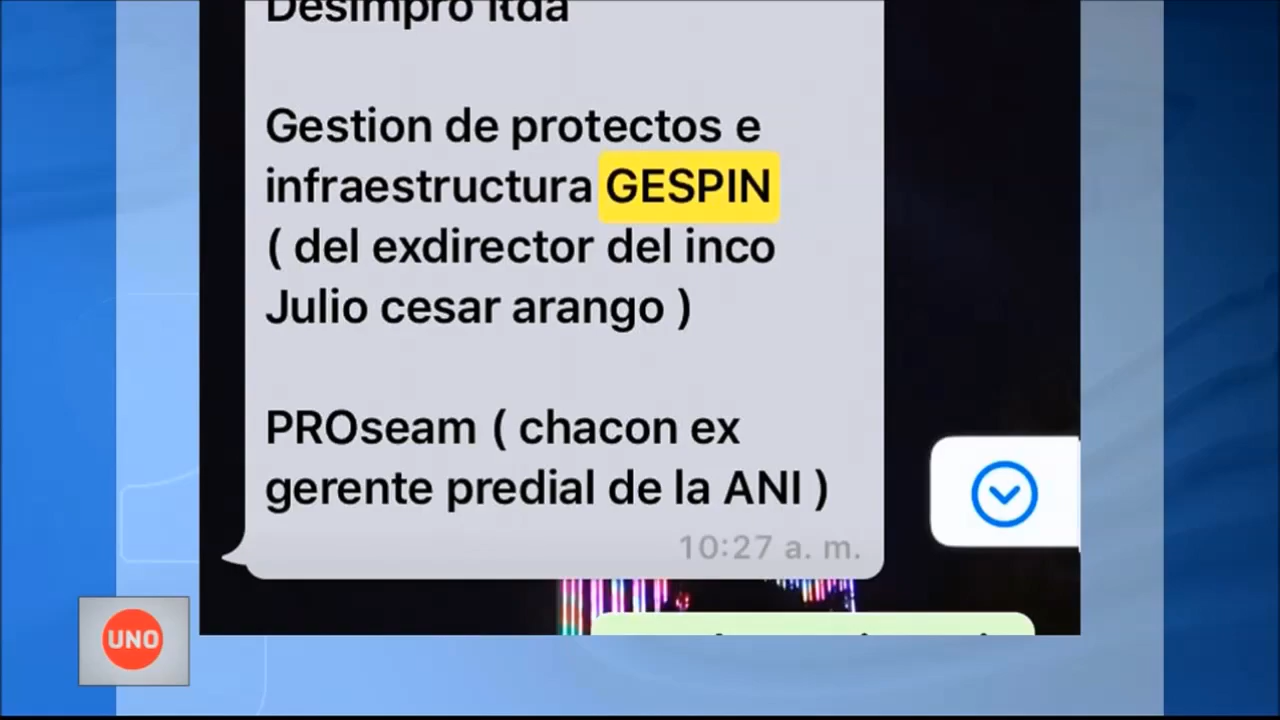 Desimpro ltda
Gestion de protectos e
infraestructura GESPIN
( del exdirector del inco
Julio cesar arango )
PROseam ( chacon ex
gerente predial de la ANI )
10:27 a. m.
UNO